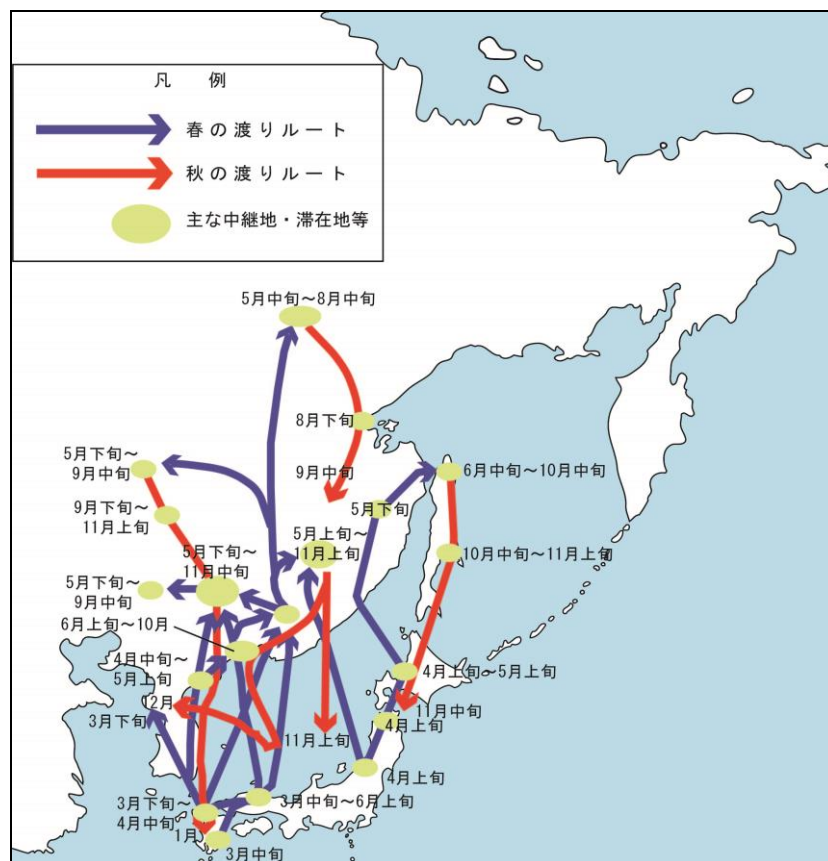 凡　例
春の渡りルート
秋の渡りルート
主な中継地・滞在地等
5月中旬～8月中旬
8月下旬
9月中旬
5月下旬～
9月中旬
6月中旬～10月中旬
9月下旬～
11月上旬
5月下旬
5月上旬～
11月上旬
10月中旬～11月上旬
5月下旬～
11月中旬
5月下旬～
9月中旬
6月上旬～10月
4月中旬～
5月上旬
4月上旬～5月上旬
12月
3月下旬
11月中旬
4月上旬
11月上旬
4月上旬
3月下旬～
4月中旬
3月中旬～6月上旬
1月
3月中旬